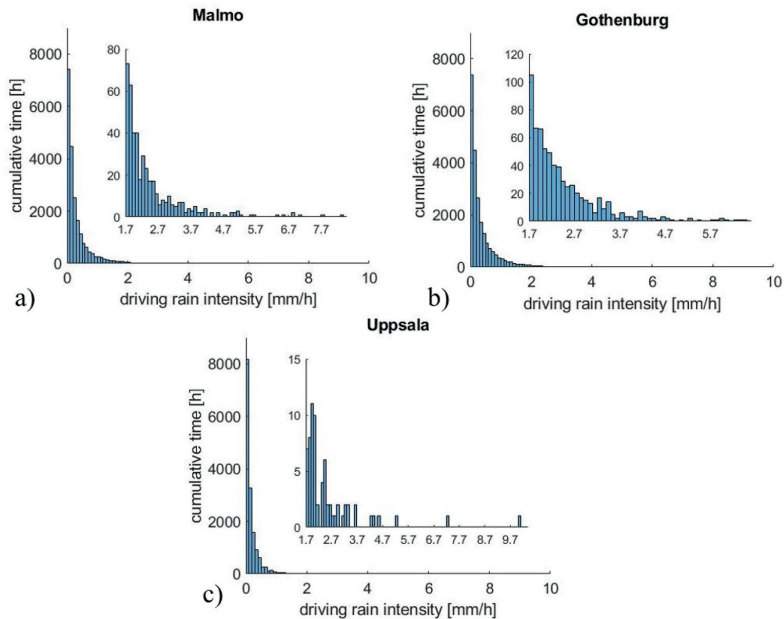 Malmo
cumulative time [h]
8000
6000
4000
2000
0
80
60
40
20
0
1.7 2.7 3.7 4.7 5.7 6.7 7.7
0 2 4 6 8 10
a) driving rain intensity [mm/h]
Gothenburg
cumulative time [h]
8000
6000
4000
2000
0
120
100
80
60
40
20
0
1.7 2.7 3.7 4.7 5.7
0 2 4 6 8 10
b) driving rain intensity [mm/h]
Uppsala
cumulative time [h]
8000
6000
4000
2000
0
15
10
5
0
1.7 2.7 3.7 4.7 5.7 6.7 7.7 8.7 9.7
0 2 4 6 8 10
c) driving rain intensity [mm/h]